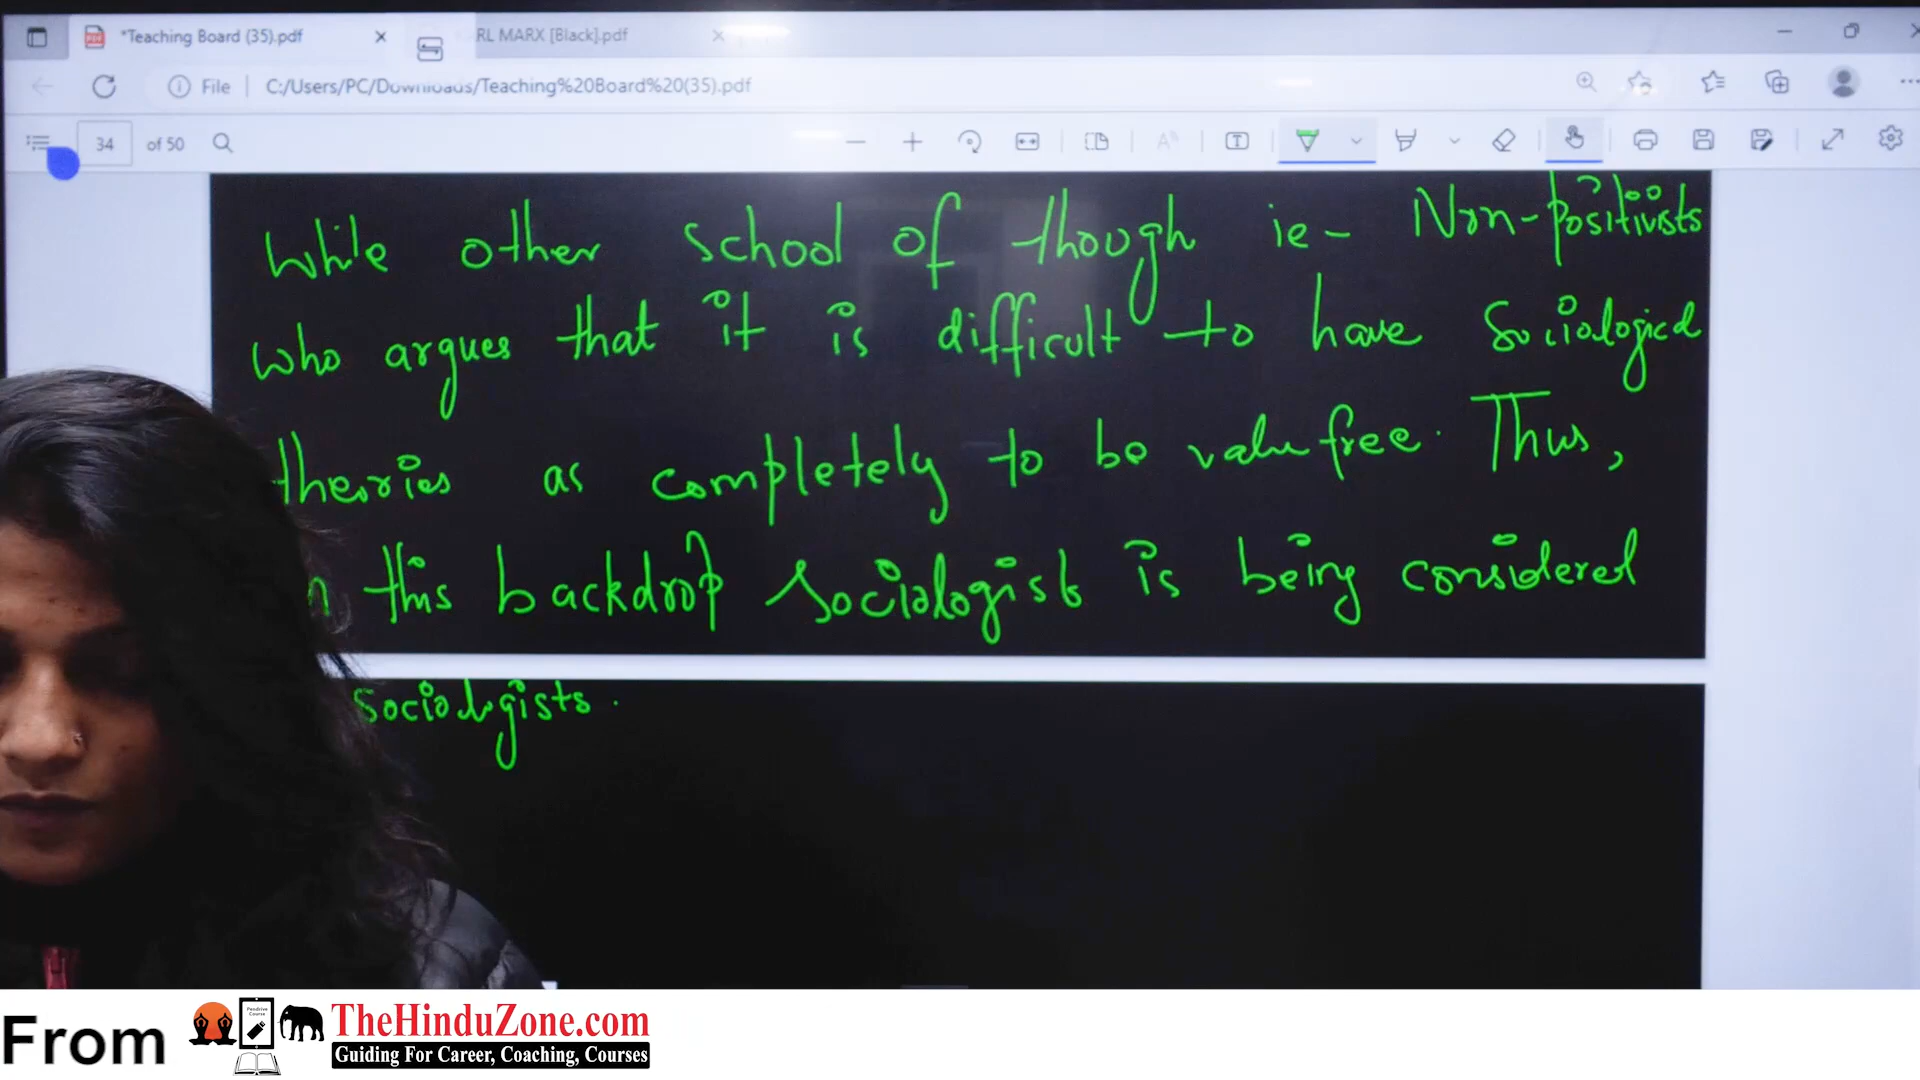 *Teaching Board (35).pdf
RL MARX [Black].pdf
File C:/Users/PC/Downloads/Teaching%20Board%20(35).pdf
34 of 50
While other school of though ie - Non-positivists
who argues that it is difficult to have Sociological
theories as completely to be value free. Thus,
n this backdrop sociologist is being considered
sociologists.
From
TheHinduZone.com
Guiding For Career, Coaching, Courses